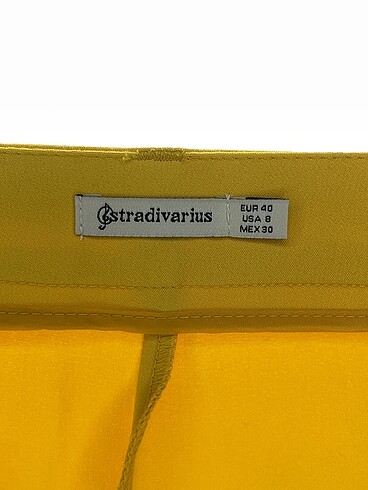 stradivarius
EUR 40
USA 8
MEX 30